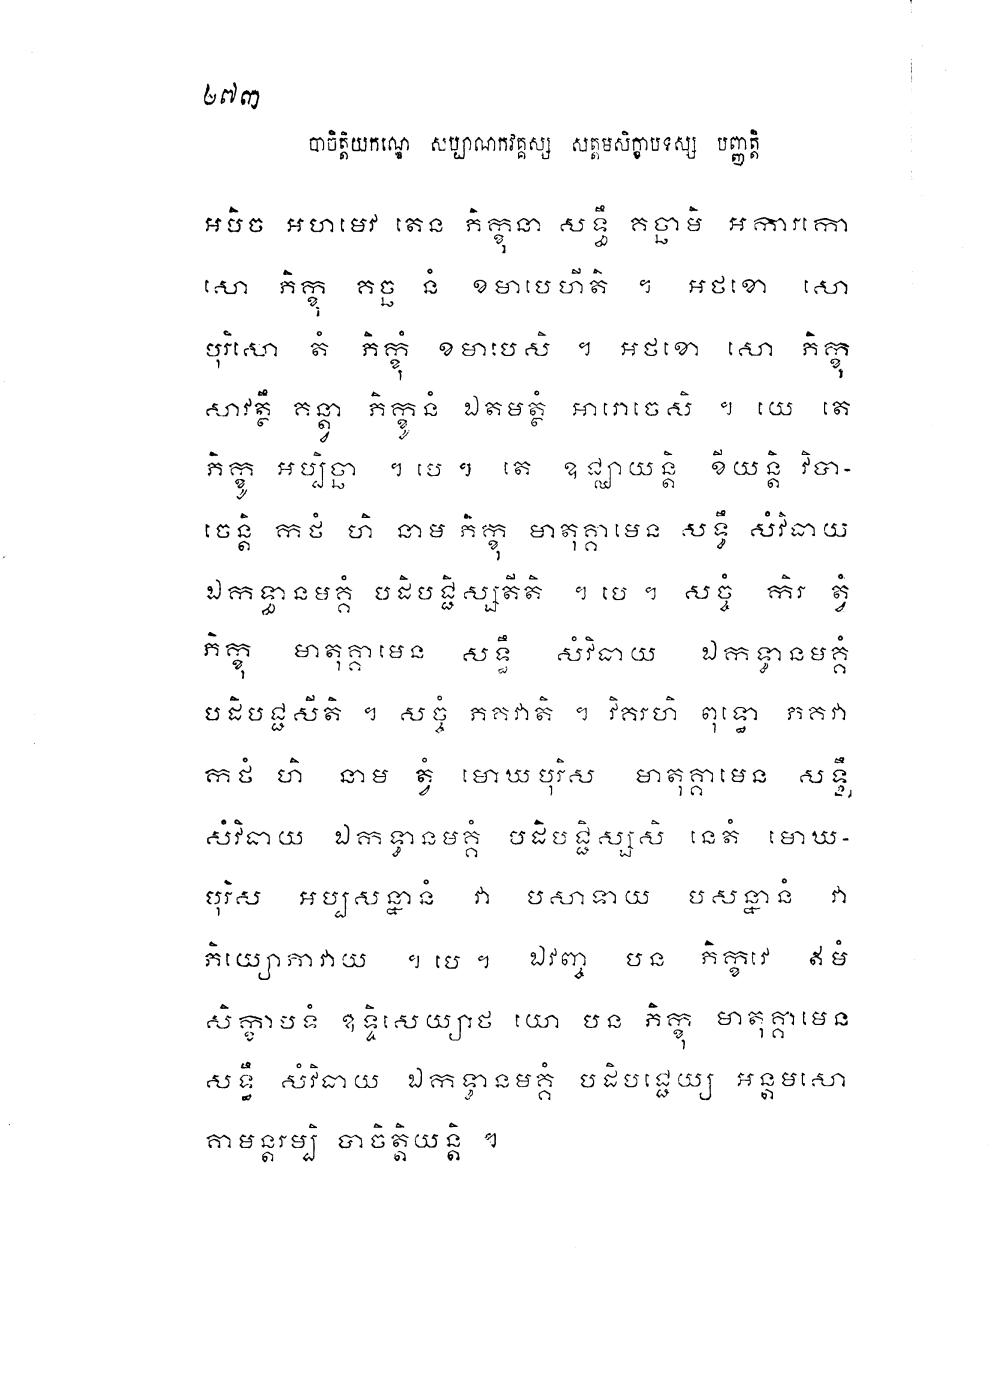 ២៧៣
បាចិត្តិយកណ្ឌេ សប្បាណកវគ្គស្ស សត្តមសិក្ខាបទស្ស បញ្ញត្តិ
អបិច អហមេវ តេន ភិក្ខុនា សទ្ធឹ គច្ឆាមិ អការកោ
សោ ភិក្ខុ គច្ឆ នំ ខមាបេហីតិ ។ អថខោ សោ
បុរិសោ តំ ភិក្ខុំ ខមាបេសិ ។ អថខោ សោ ភិក្ខុ
សាវត្ថឹ គន្ត្វា ភិក្ខូនំ ឯតមត្ថំ អារោចេសិ ។ យេ តេ
ភិក្ខូ អប្បិច្ឆា ។ បេ ។ តេ ឧជ្ឈាយន្តិ ខីយន្តិ វិបា-
ចេន្តិ កថំ ហិ នាម ភិក្ខុ មាតុគ្គាមេន សទ្ធឹ សំវិធាយ
ឯកទ្ធានមគ្គំ បដិបជ្ជិស្សតីតិ ។ បេ ។ សច្ចំ កិរ ត្វំ
ភិក្ខុ មាតុគ្គាមេន សទ្ធឹ សំវិធាយ ឯកទ្ធានមគ្គំ
បដិបជ្ជសីតិ ។ សច្ចំ ភគវាតិ ។ វិគរហិ ពុទ្ធោ ភគវា
កថំ ហិ នាម ត្វំ មោឃបុរិស មាតុគ្គាមេន សទ្ធឹ
សំវិធាយ ឯកទ្ធានមគ្គំ បដិបជ្ជិស្សសិ នេតំ មោឃ-
បុរិស អប្បសន្នានំ វា បសាទាយ បសន្នានំ វា
ភិយ្យោភាវាយ ។ បេ ។ ឯវញ្ច បន ភិក្ខវេ ឥមំ
សិក្ខាបទំ ឧទ្ទិសេយ្យាថ យោ បន ភិក្ខុ មាតុគ្គាមេន
សទ្ធឹ សំវិធាយ ឯកទ្ធានមគ្គំ បដិបជ្ជេយ្យ អន្តមសោ
គាមន្តរម្បិ បាចិត្តិយន្តិ ។